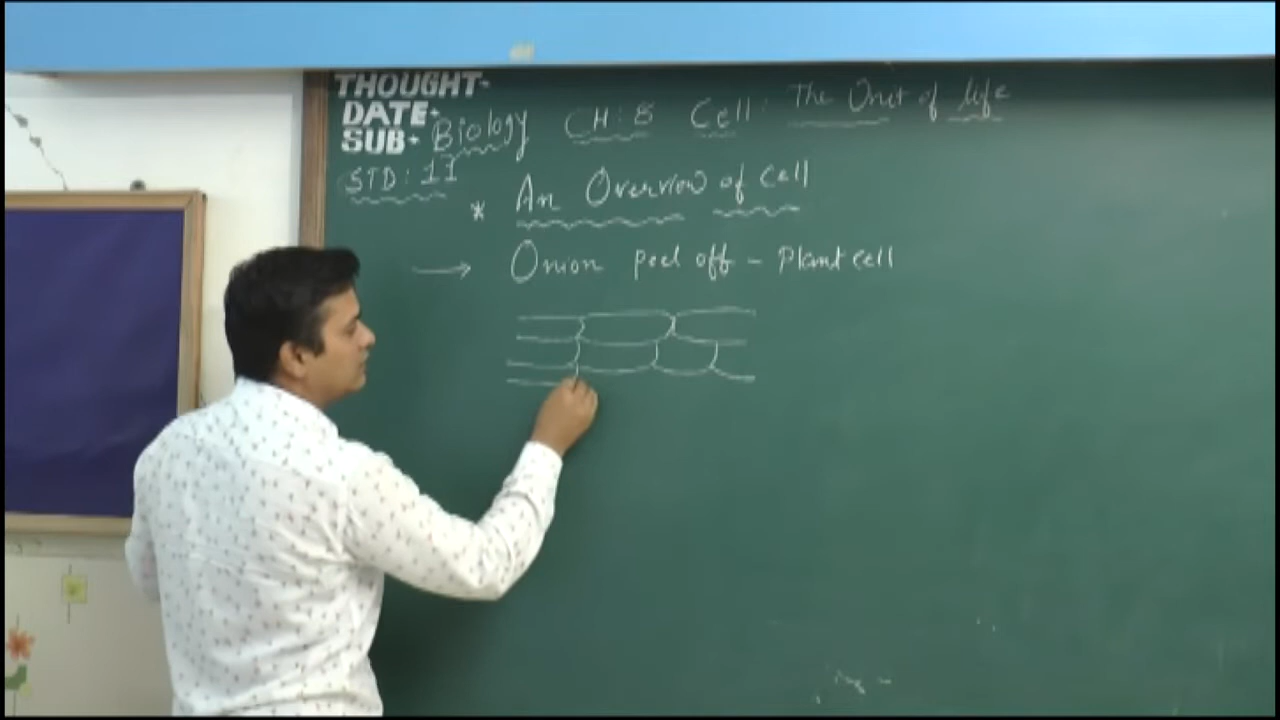 THOUGHT-
DATE-
SUB- Biology CH:8 Cell: The Unit of life
STD: 11
* An Overview of cell
→ Onion peel off - Plant cell